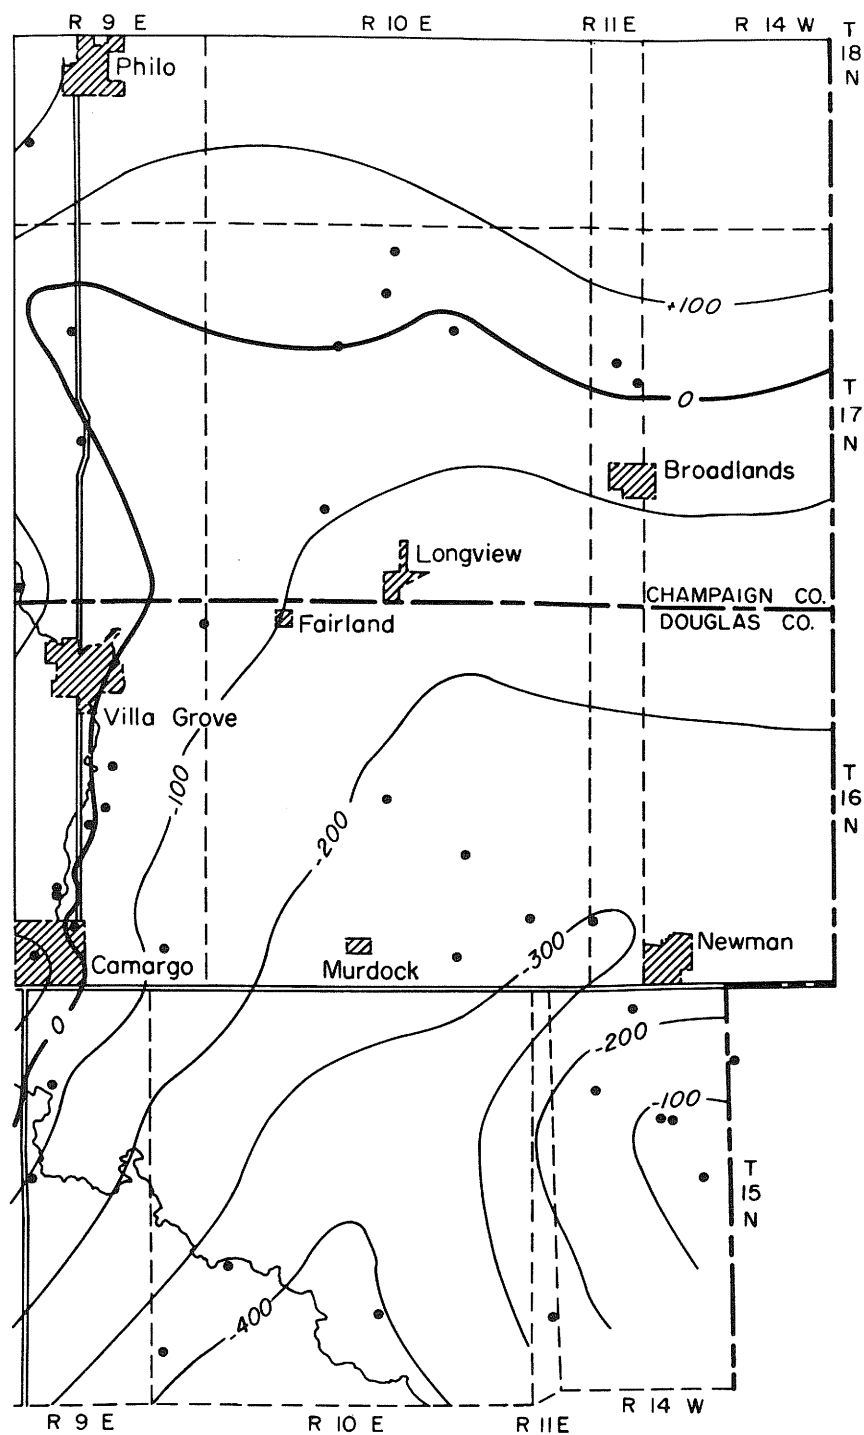 R 9 E R 10 E R 11 E R 14 W
T
18
N
Philo
+100
0
T
17
N
Broadlands
Longview
CHAMPAIGN CO.
DOUGLAS CO.
Fairland
Villa Grove
-100
T
16
N
-200
Newman
-300
Camargo
Murdock
0
-200
-100
T
15
N
-400
R 9 E R 10 E R 11 E R 14 W